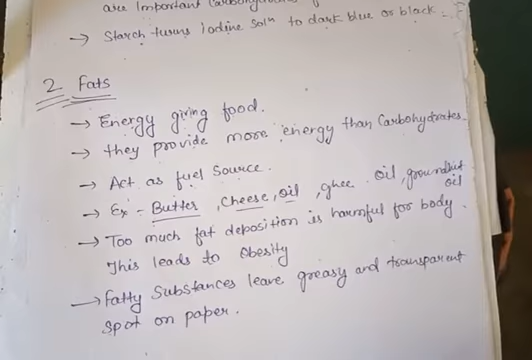 are Important Carbohydrates
→ Starch turns iodine solⁿ to dark blue or black.
2 Fats
→ Energy giving food.
→ they provide more energy than Carbohydrates.
→ Act as fuel source.
→ Ex - Butter, Cheese, oil, ghee oil, groundnut oil
→ Too much fat deposition is harmful for body.
This leads to Obesity
→ Fatty Substances leave greasy and transparent
spot on paper.